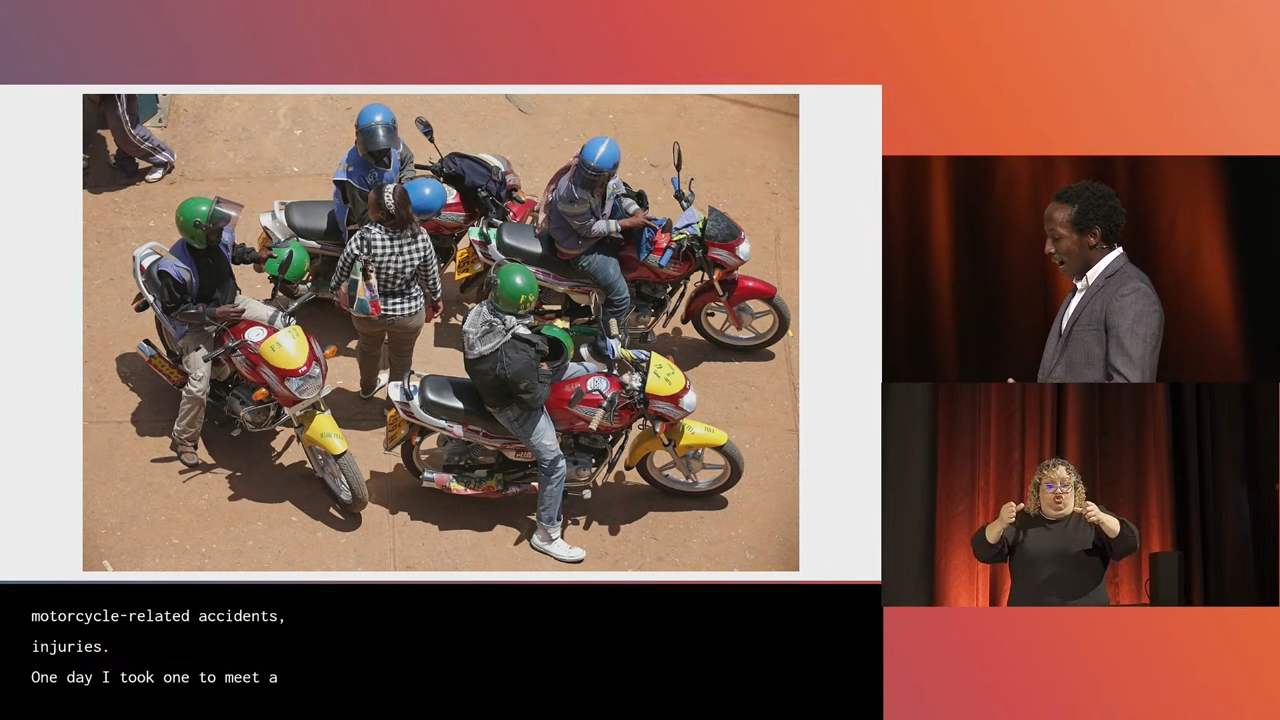 motorcycle-related accidents,
injuries.
One day I took one to meet a